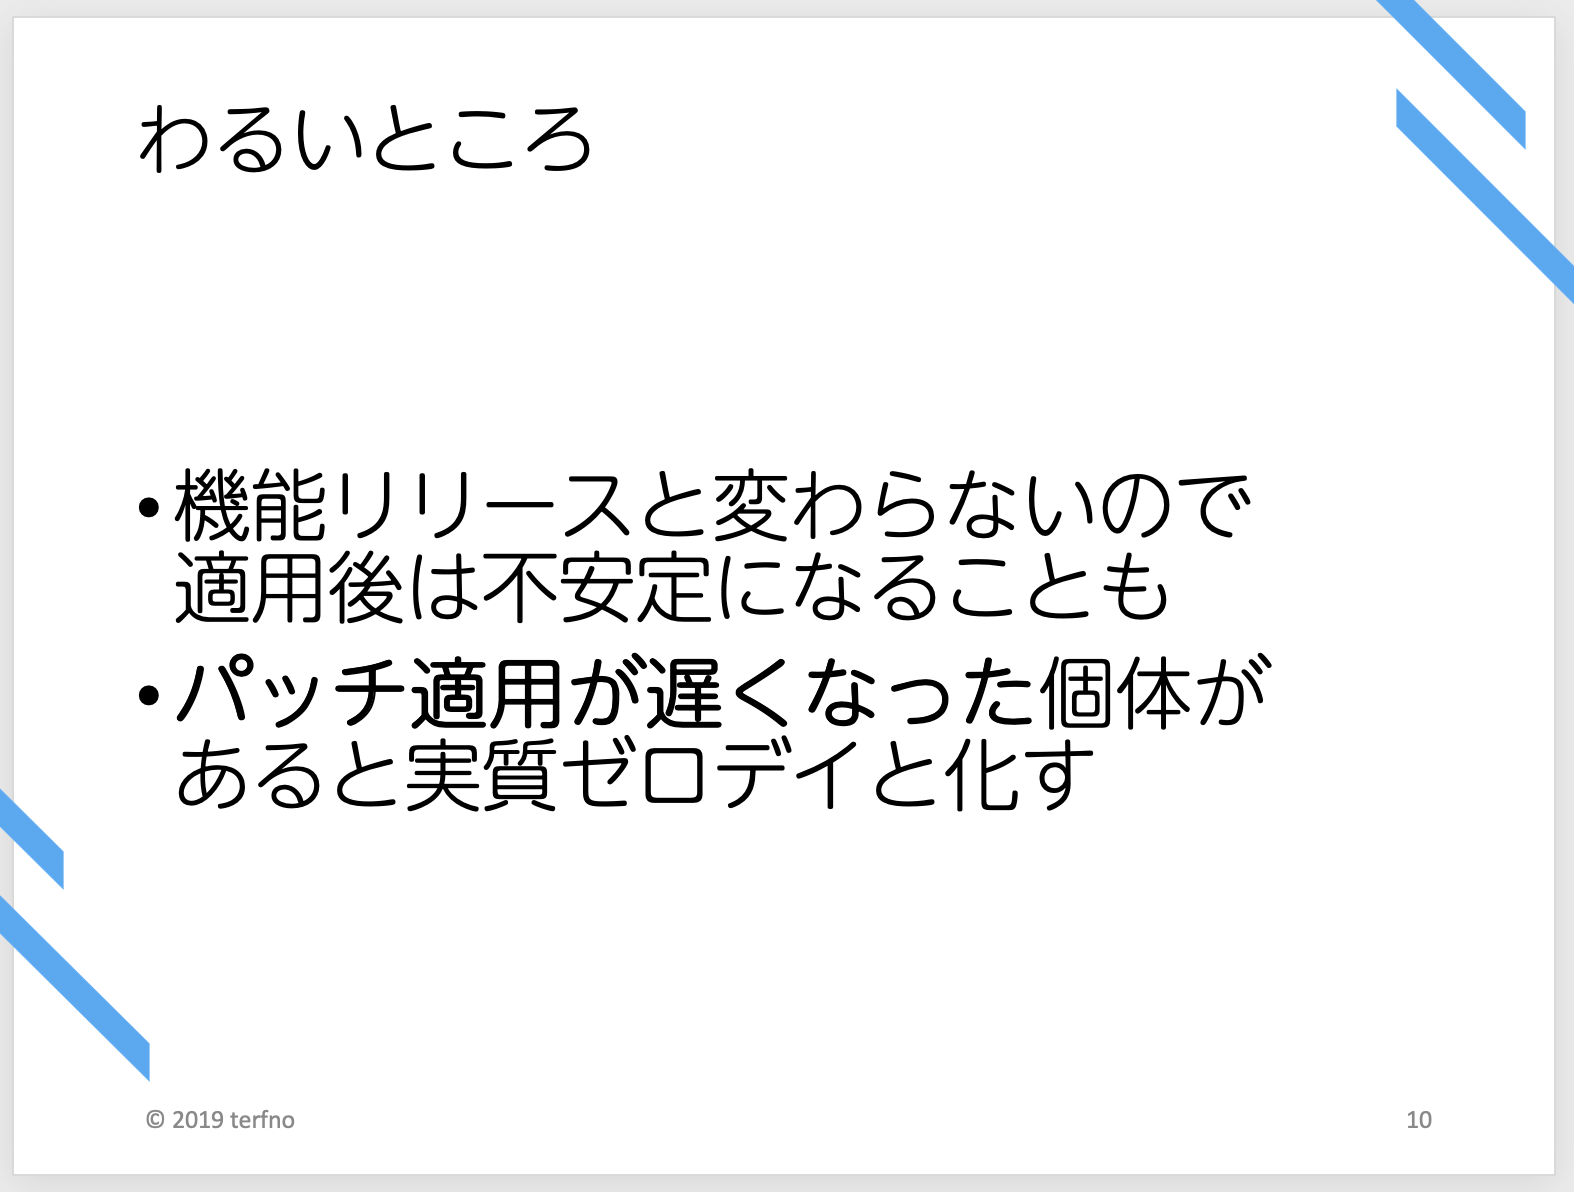 わるいところ
•機能リリースと変わらないので
適用後は不安定になることも
•パッチ適用が遅くなった個体が
あると実質ゼロデイと化す
© 2019 terfno
10